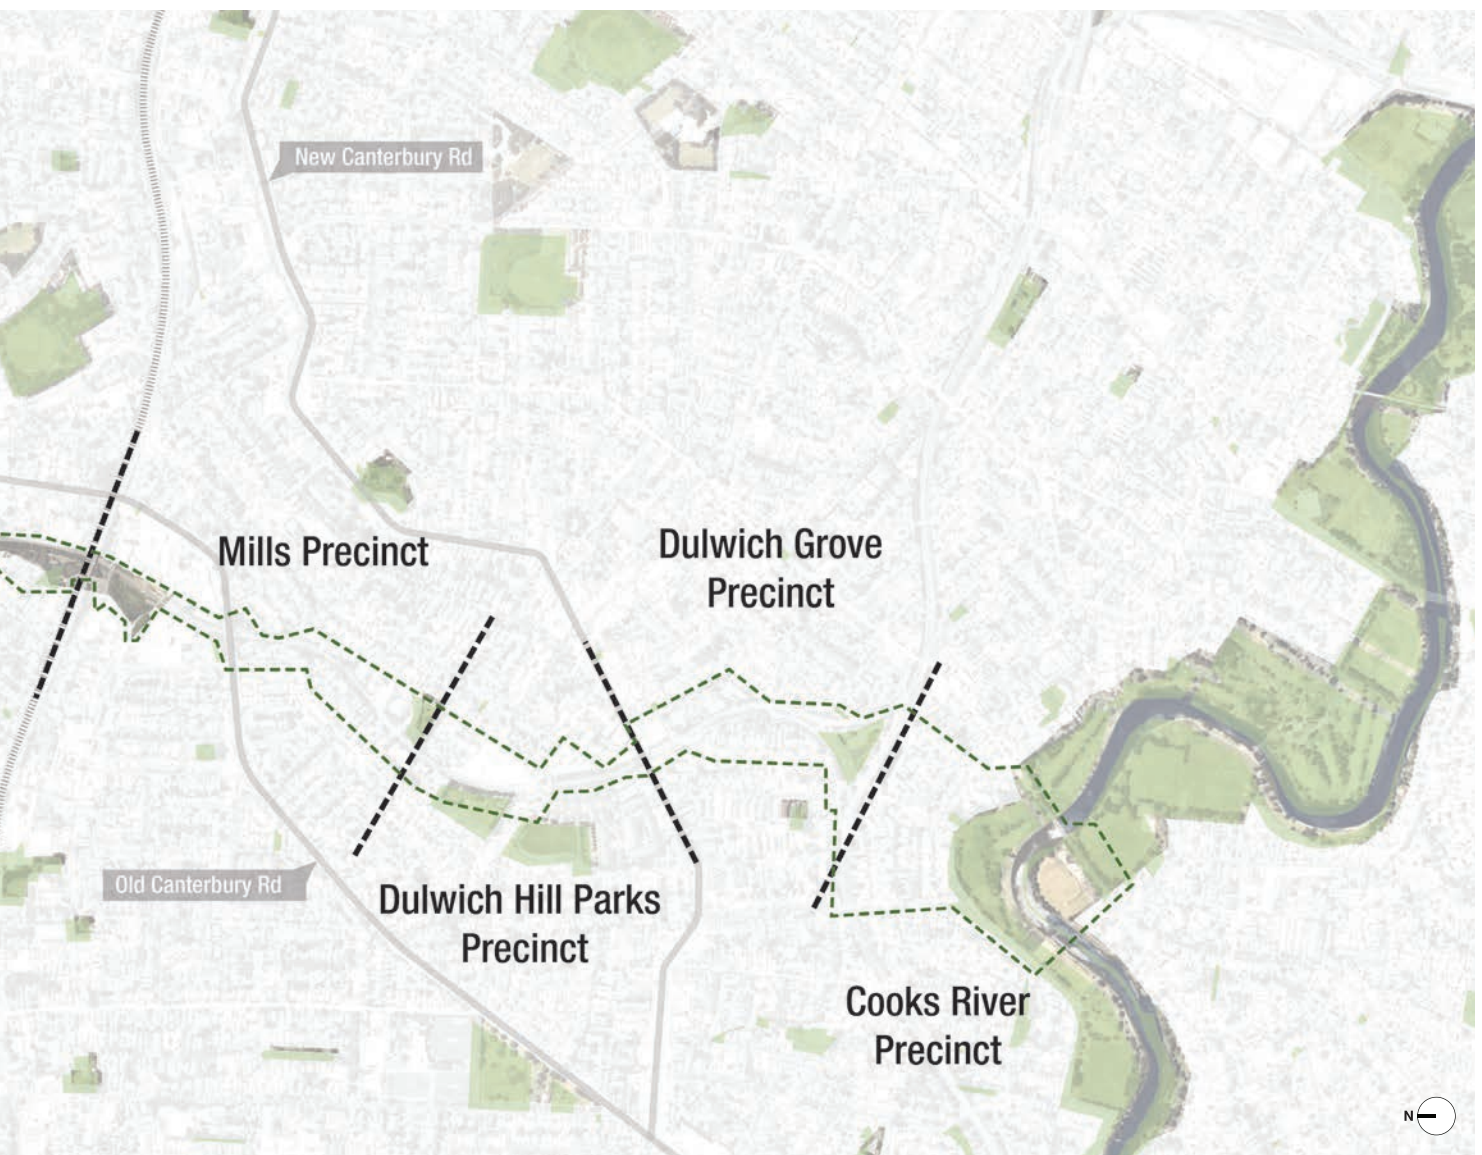 New Canterbury Rd
Mills Precinct
Dulwich Grove
Precinct
Old Canterbury Rd
Dulwich Hill Parks
Precinct
Cooks River
Precinct
N